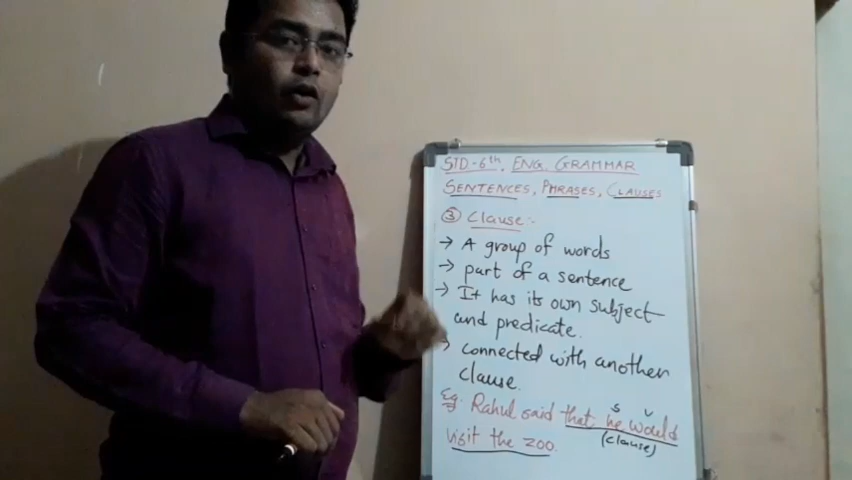 STD-6th, ENG. GRAMMAR
SENTENCES, PHRASES, CLAUSES
③ Clause:-
→ A group of words
→ part of a sentence
→ It has its own subject
and predicate.
→ connected with another
clause.
S V
Eg. Rahul said that he would
(clause)
visit the zoo.